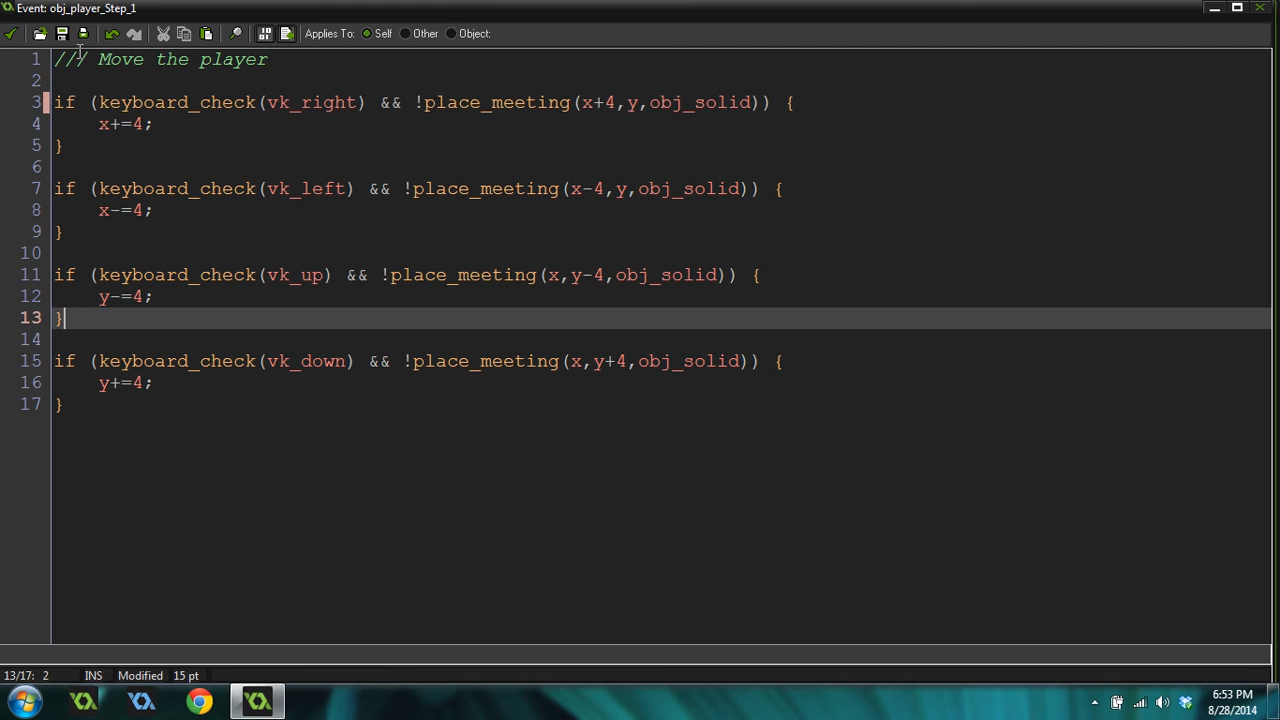 Event: obj_player_Step_1
Applies To: Self Other Object:
1 /// Move the player
2
3 if (keyboard_check(vk_right) && !place_meeting(x+4,y,obj_solid)) {
4 x+=4;
5 }
6
7 if (keyboard_check(vk_left) && !place_meeting(x-4,y,obj_solid)) {
8 x-=4;
9 }
10
11 if (keyboard_check(vk_up) && !place_meeting(x,y-4,obj_solid)) {
12 y-=4;
13 }
14
15 if (keyboard_check(vk_down) && !place_meeting(x,y+4,obj_solid)) {
16 y+=4;
17 }
13/17: 2 INS Modified 15 pt
6:53 PM
8/28/2014